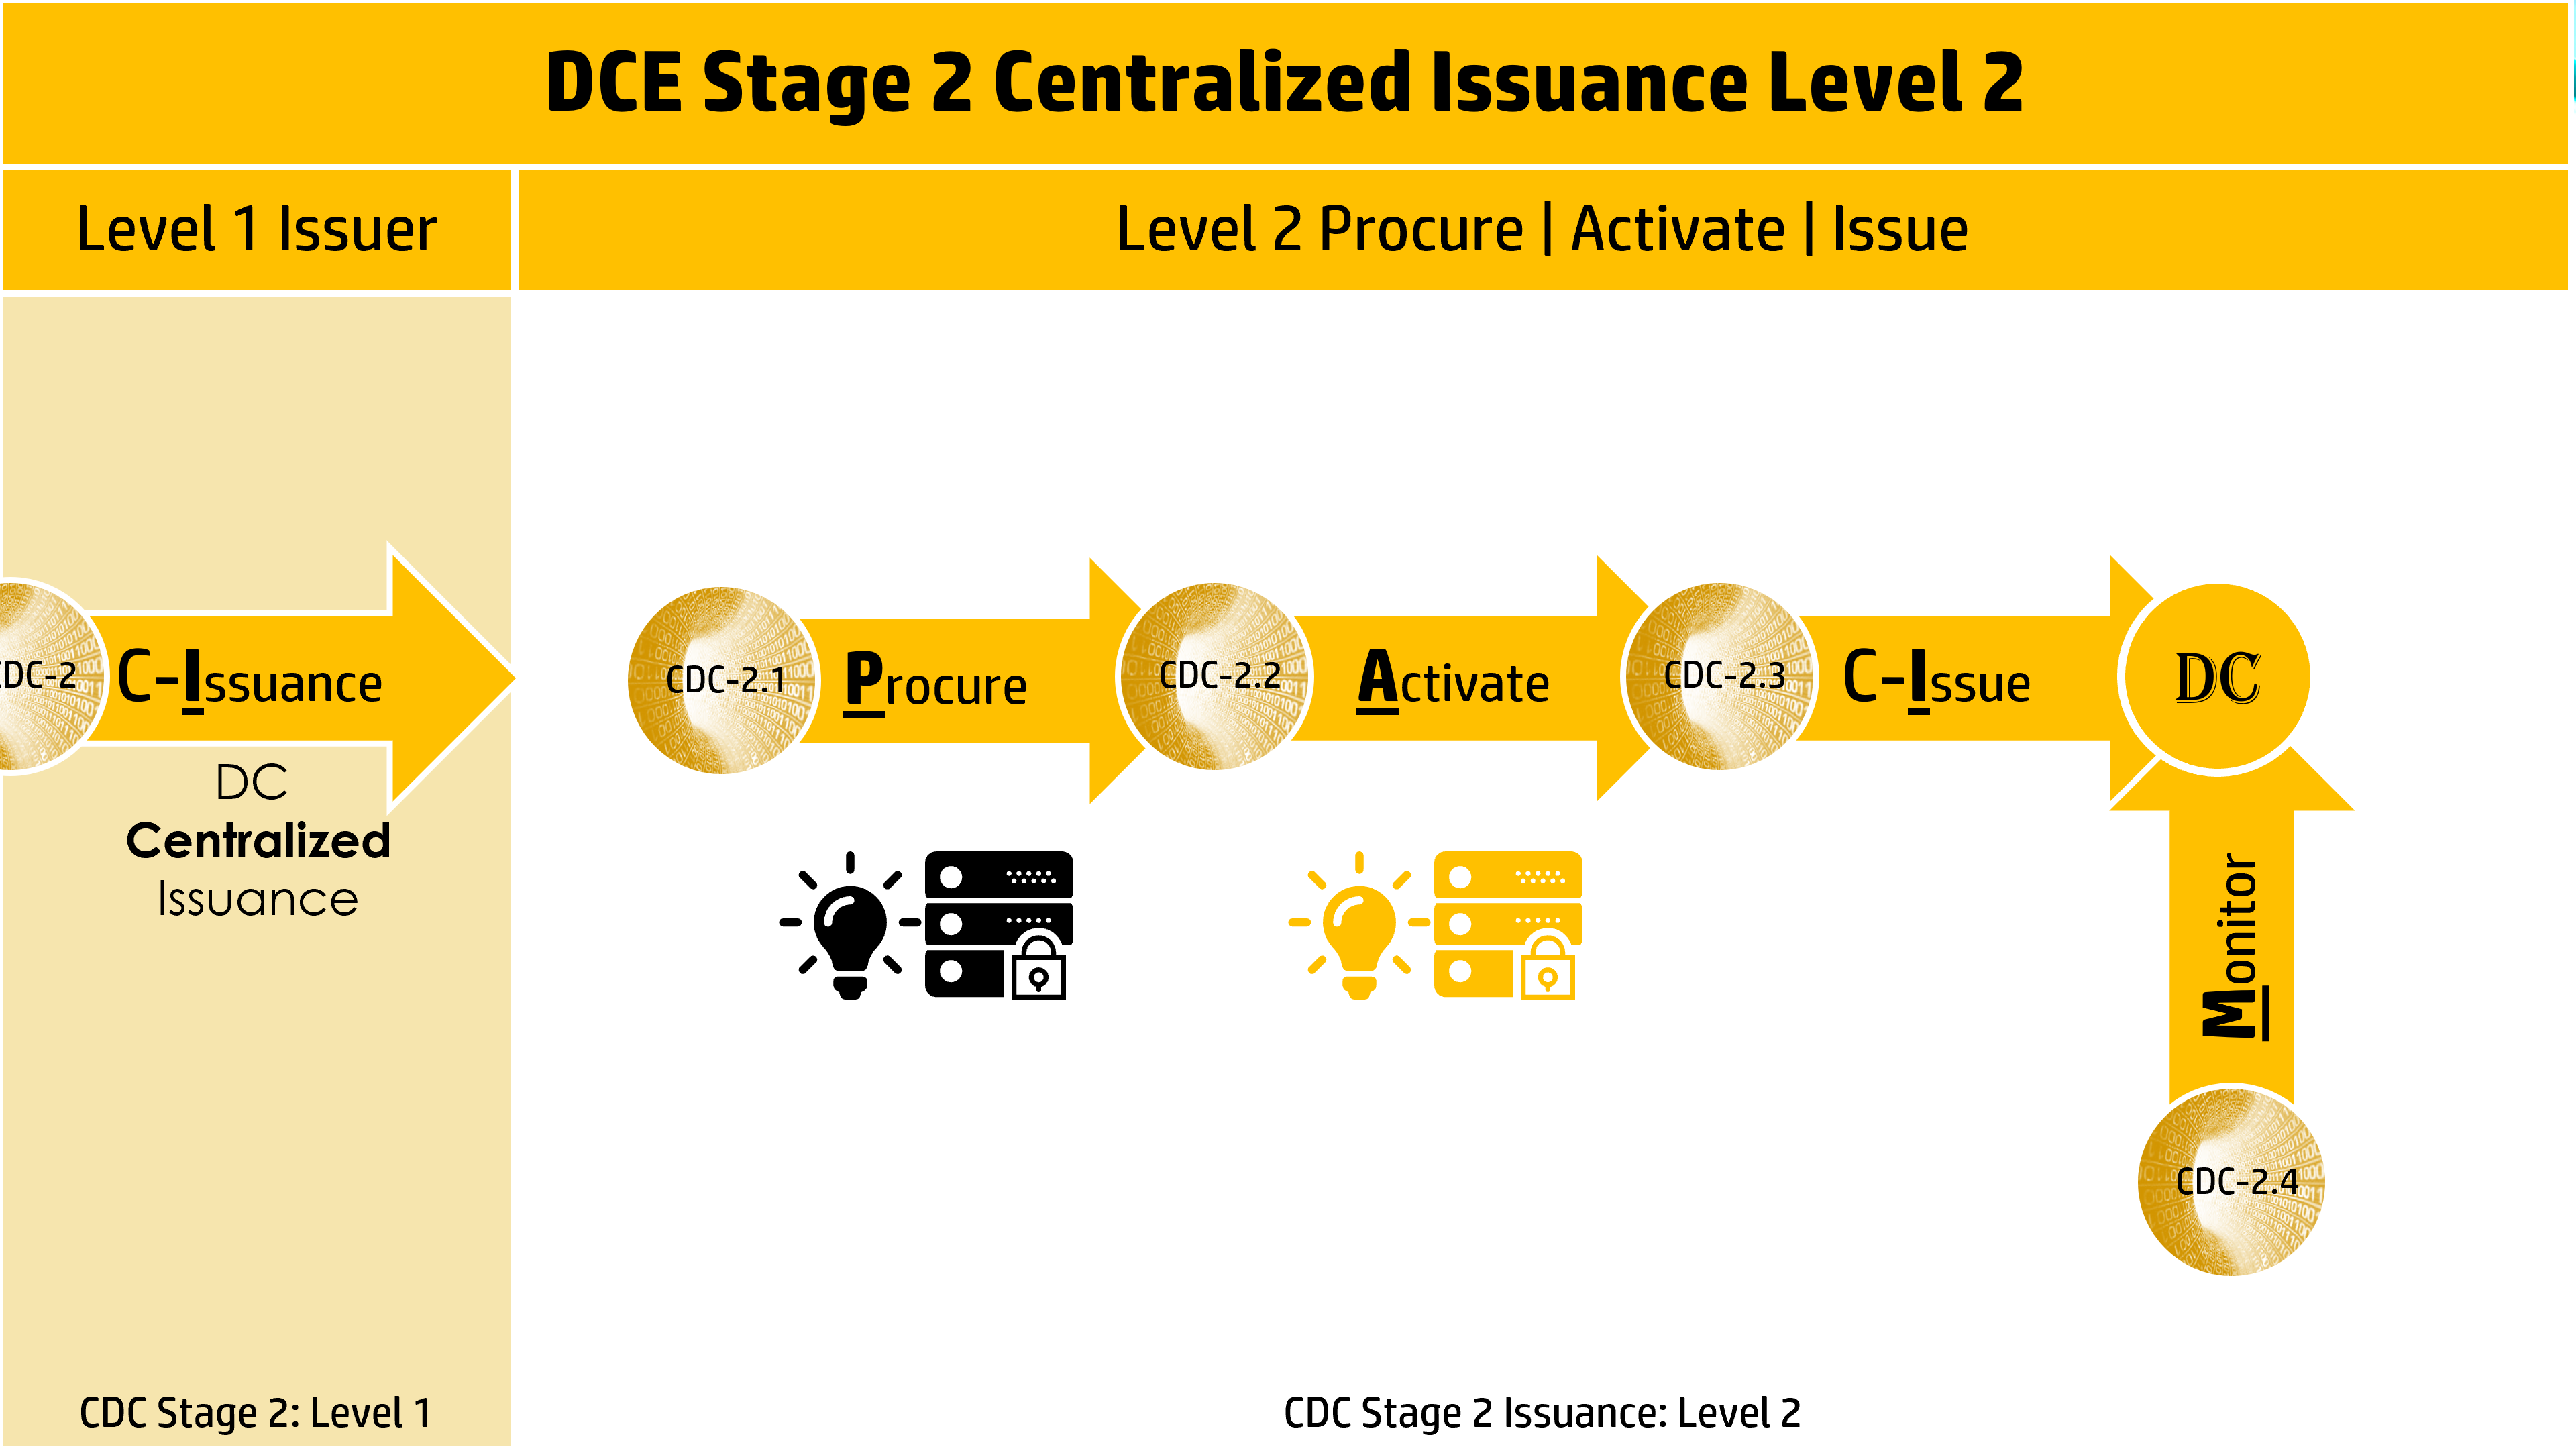 DCE Stage 2 Centralized Issuance Level 2
Level 1 Issuer
Level 2 Procure | Activate | Issue
CDC-2
C-Issuance
DC
Centralized
Issuance
CDC-2.1
Procure
CDC-2.2
Activate
CDC-2.3
C-Issue
DC
Monitor
CDC-2.4
CDC Stage 2: Level 1
CDC Stage 2 Issuance: Level 2